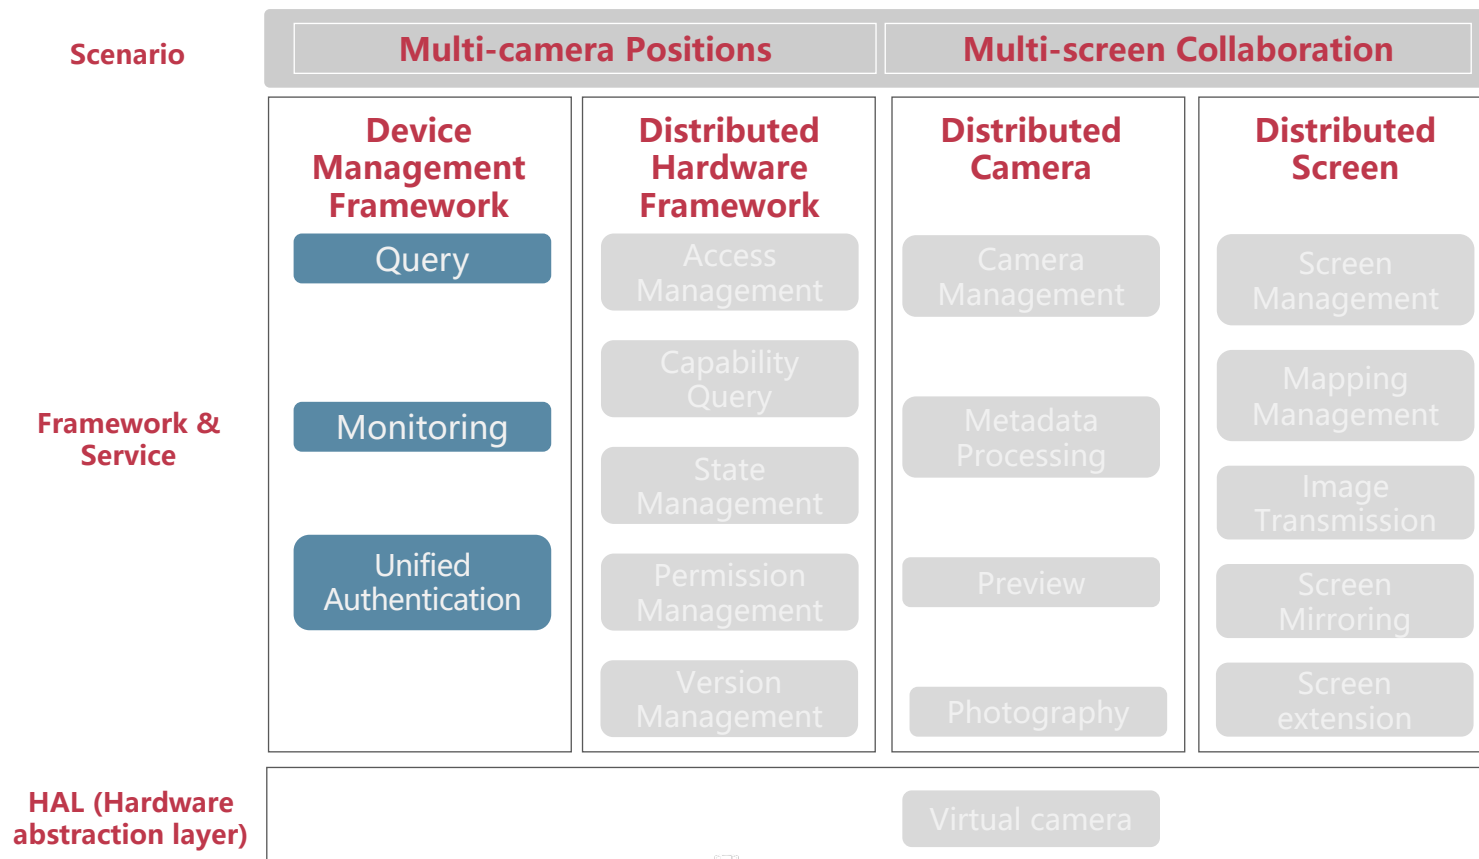 Scenario
Multi-camera Positions
Multi-screen Collaboration
Device
Management
Framework
Query
Monitoring
Unified
Authentication
Distributed
Hardware
Framework
Access
Management
Capability
Query
State
Management
Permission
Management
Version
Management
Distributed
Camera
Camera
Management
Metadata
Processing
Preview
Photography
Distributed
Screen
Screen
Management
Mapping
Management
Image
Transmission
Screen
Mirroring
Screen
extension
Framework &
Service
HAL (Hardware
abstraction layer)
Virtual camera